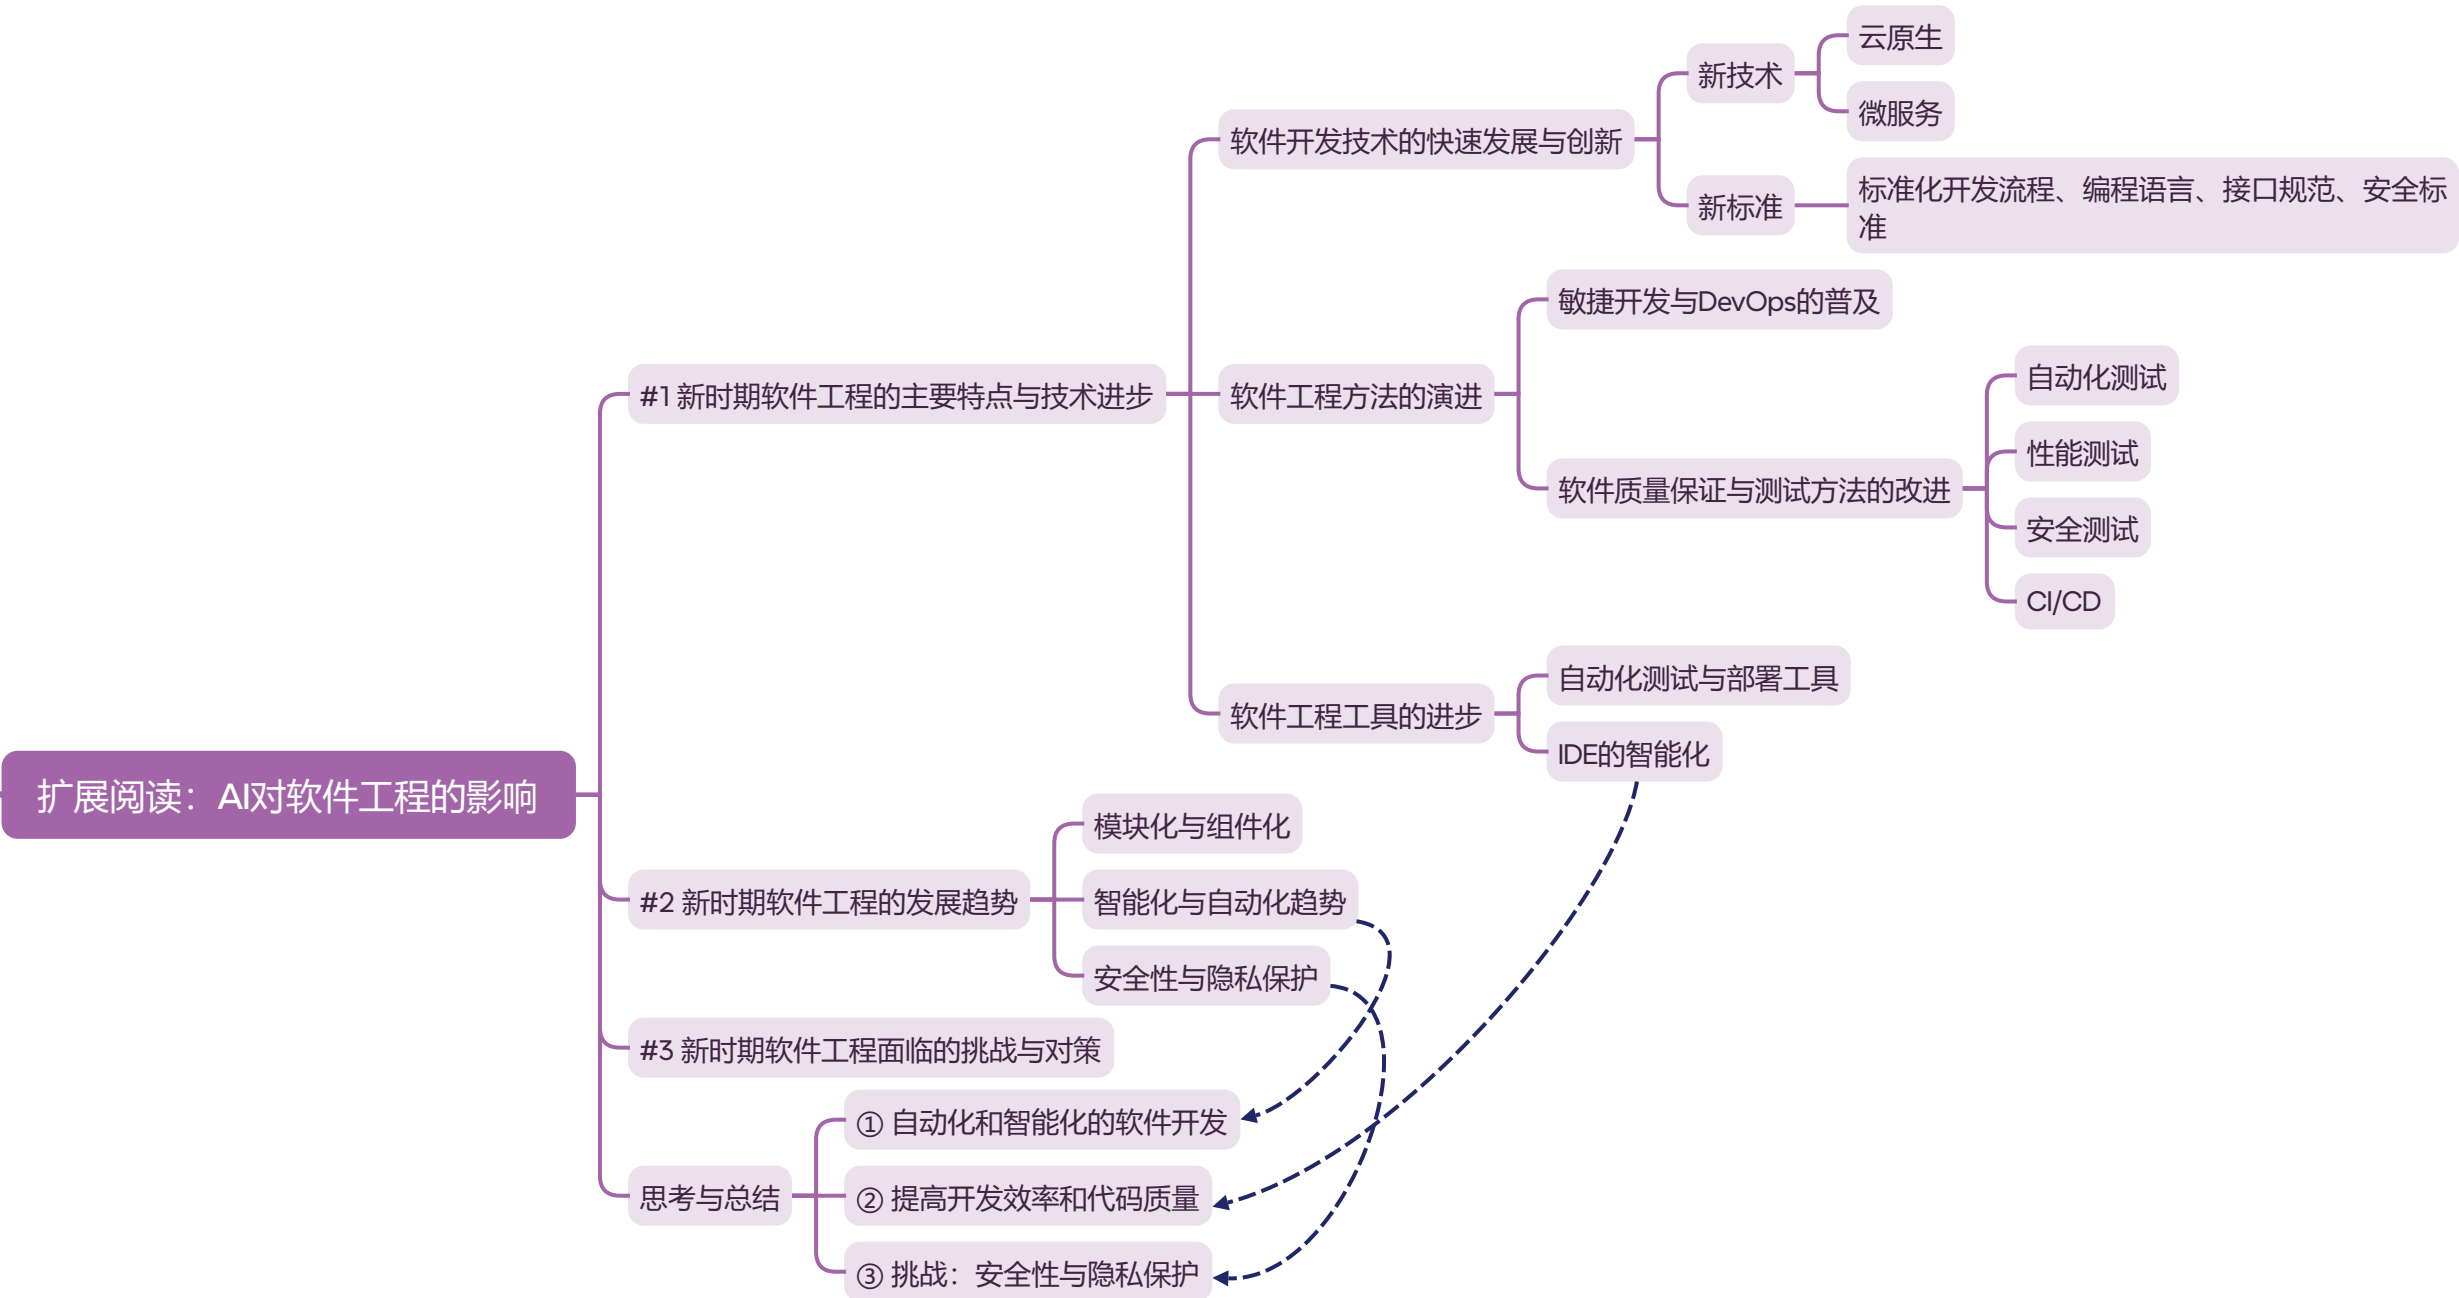 扩展阅读：AI对软件工程的影响
#1 新时期软件工程的主要特点与技术进步
软件开发技术的快速发展与创新
新技术
云原生
微服务
新标准
标准化开发流程、编程语言、接口规范、安全标
准
软件工程方法的演进
敏捷开发与DevOps的普及
软件质量保证与测试方法的改进
自动化测试
性能测试
安全测试
CI/CD
软件工程工具的进步
自动化测试与部署工具
IDE的智能化
#2 新时期软件工程的发展趋势
模块化与组件化
智能化与自动化趋势
安全性与隐私保护
#3 新时期软件工程面临的挑战与对策
思考与总结
① 自动化和智能化的软件开发
② 提高开发效率和代码质量
③ 挑战：安全性与隐私保护